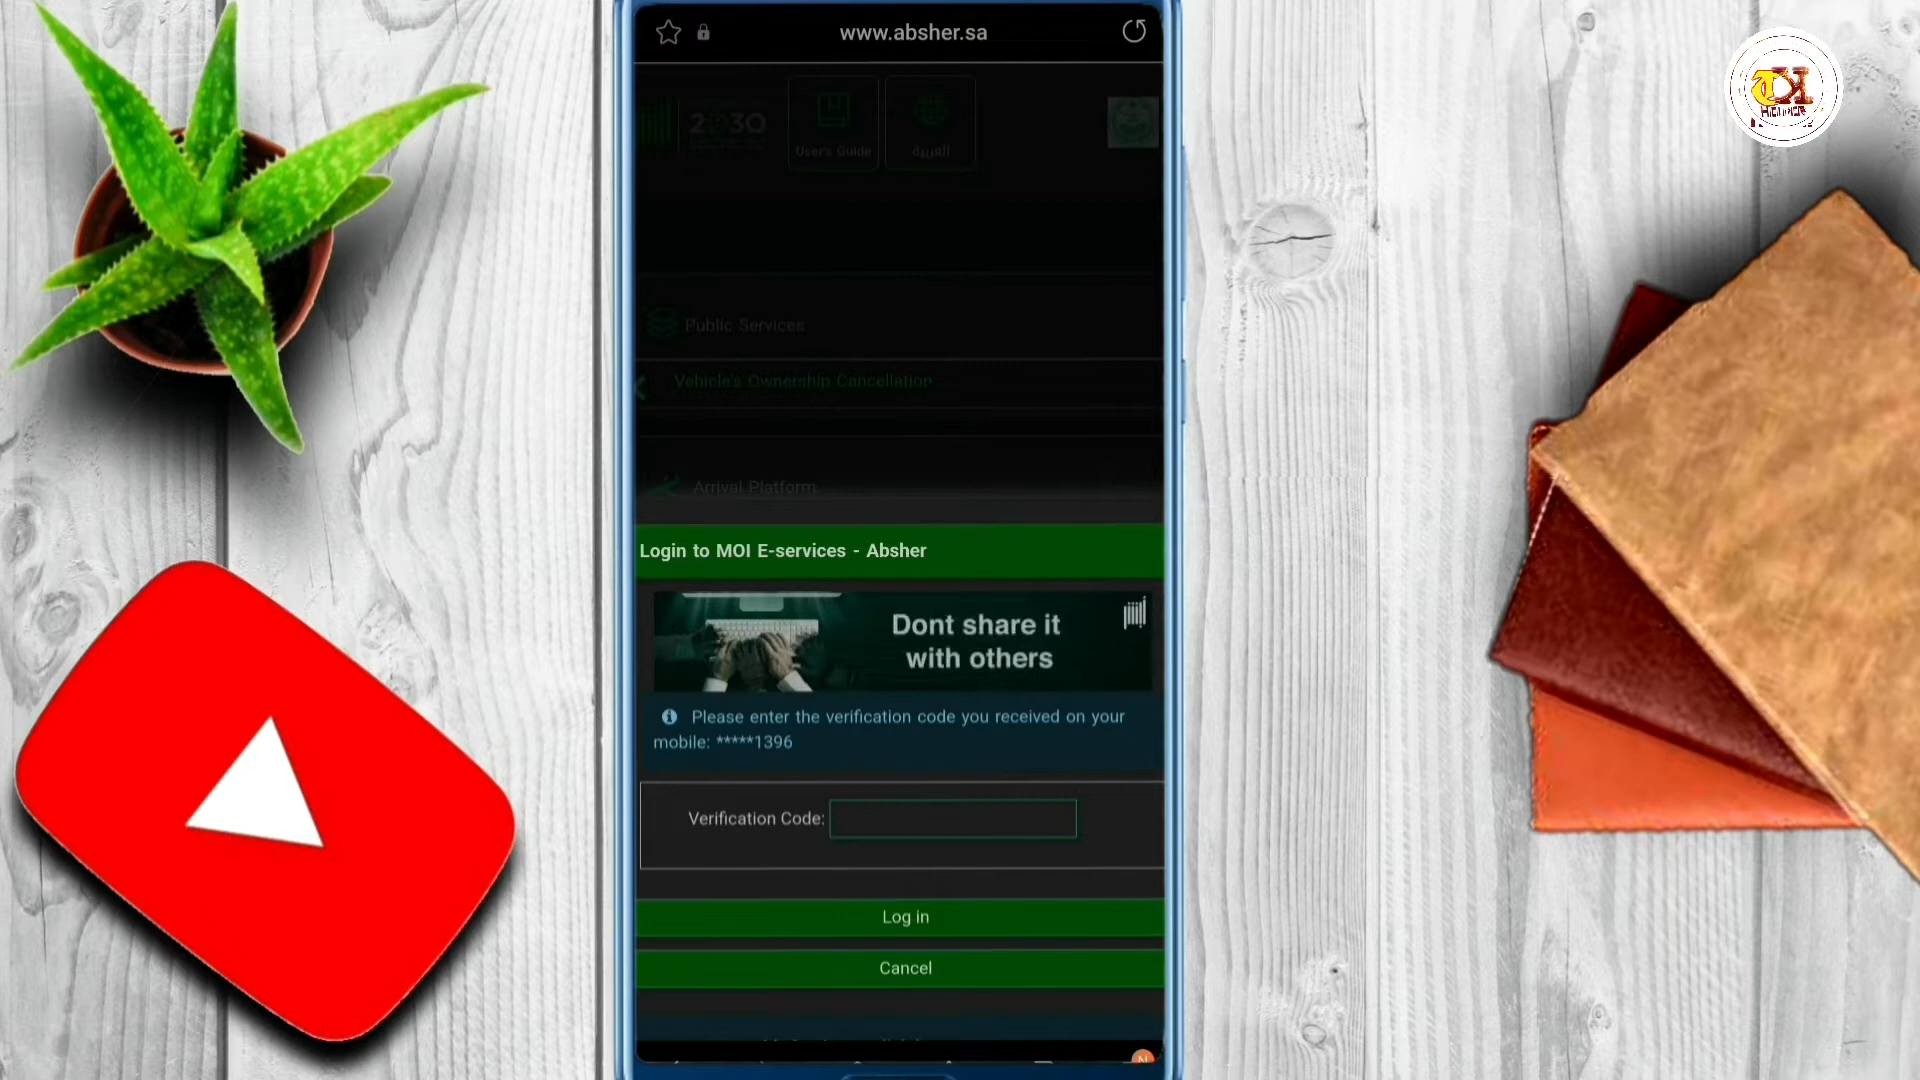 www.absher.sa
2030
User's Guide
العربية
Public Services
Vehicle's Ownership Cancellation
Arrival Platform
Login to MOI E-services - Absher
Dont share it
with others
Please enter the verification code you received on your
mobile: *****1396
Verification Code:
Log in
Cancel
N
HELPER